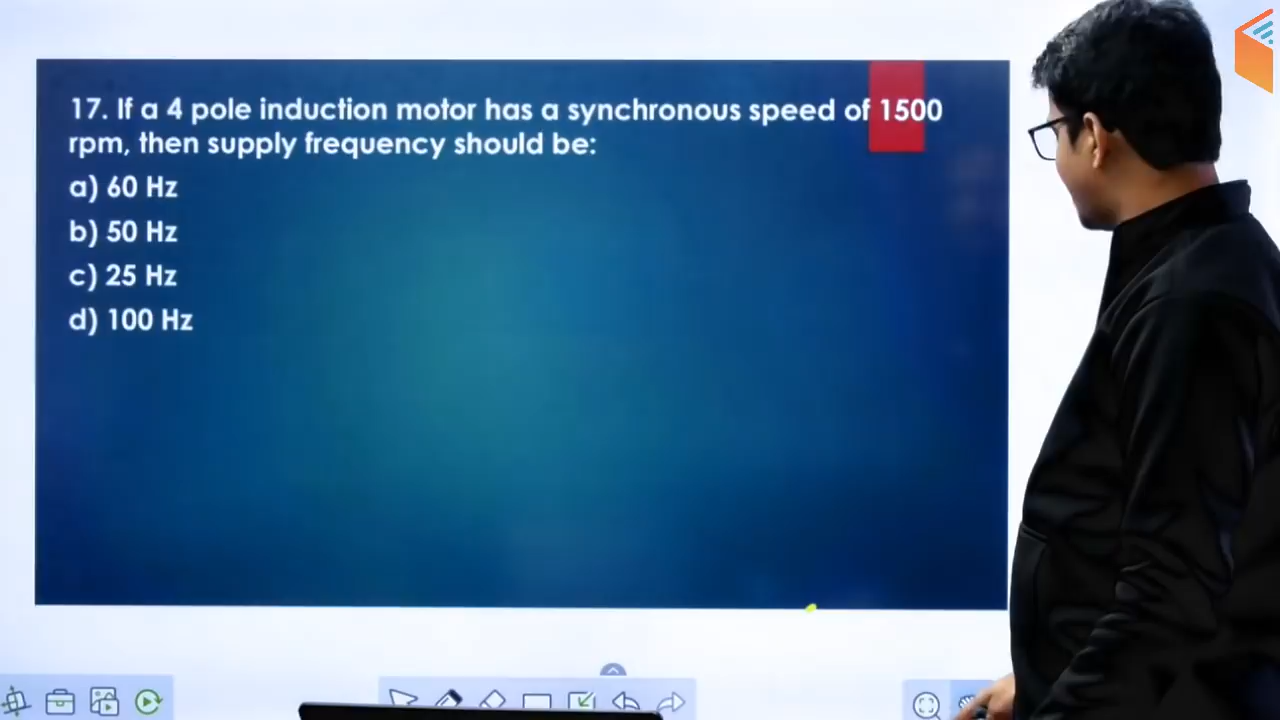 17. If a 4 pole induction motor has a synchronous speed of 1500
rpm, then supply frequency should be:
a) 60 Hz
b) 50 Hz
c) 25 Hz
d) 100 Hz